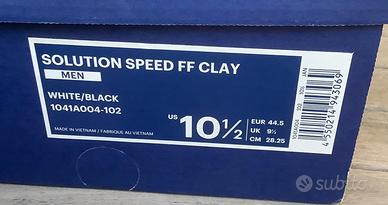 SOLUTION SPEED FF CLAY
MEN
WHITE/BLACK
1041A004-102
MADE IN VIETNAM / FABRIQUE AU VIETNAM
US 10½
EUR 44.5
UK 9½
CM 28.25
4 550214 943069
subito